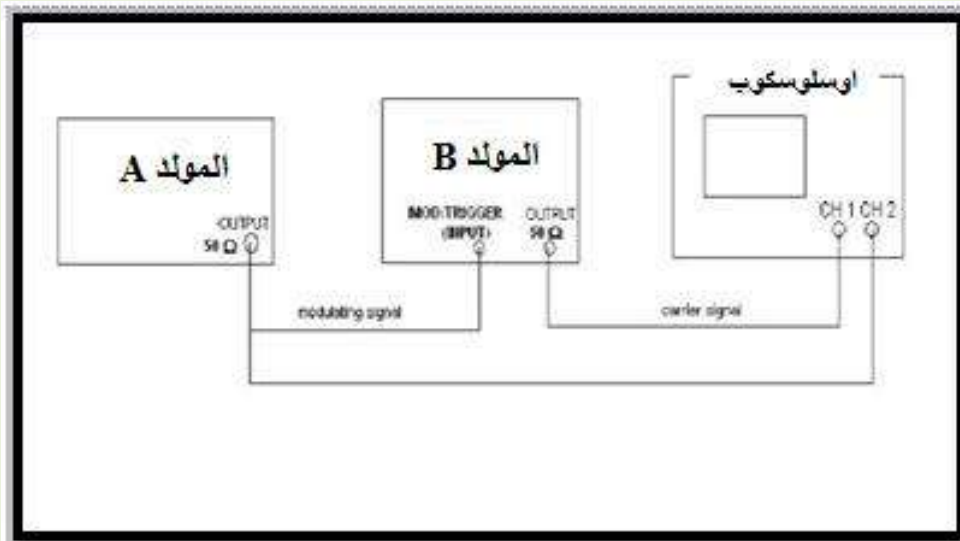 المولد A
OUTPUT
50 Ω
المولد B
MOD:TRIGGER
(INPUT)
OUTPUT
50 Ω
اوسلوسكوب
CH 1 CH 2
modulating signal
carrier signal